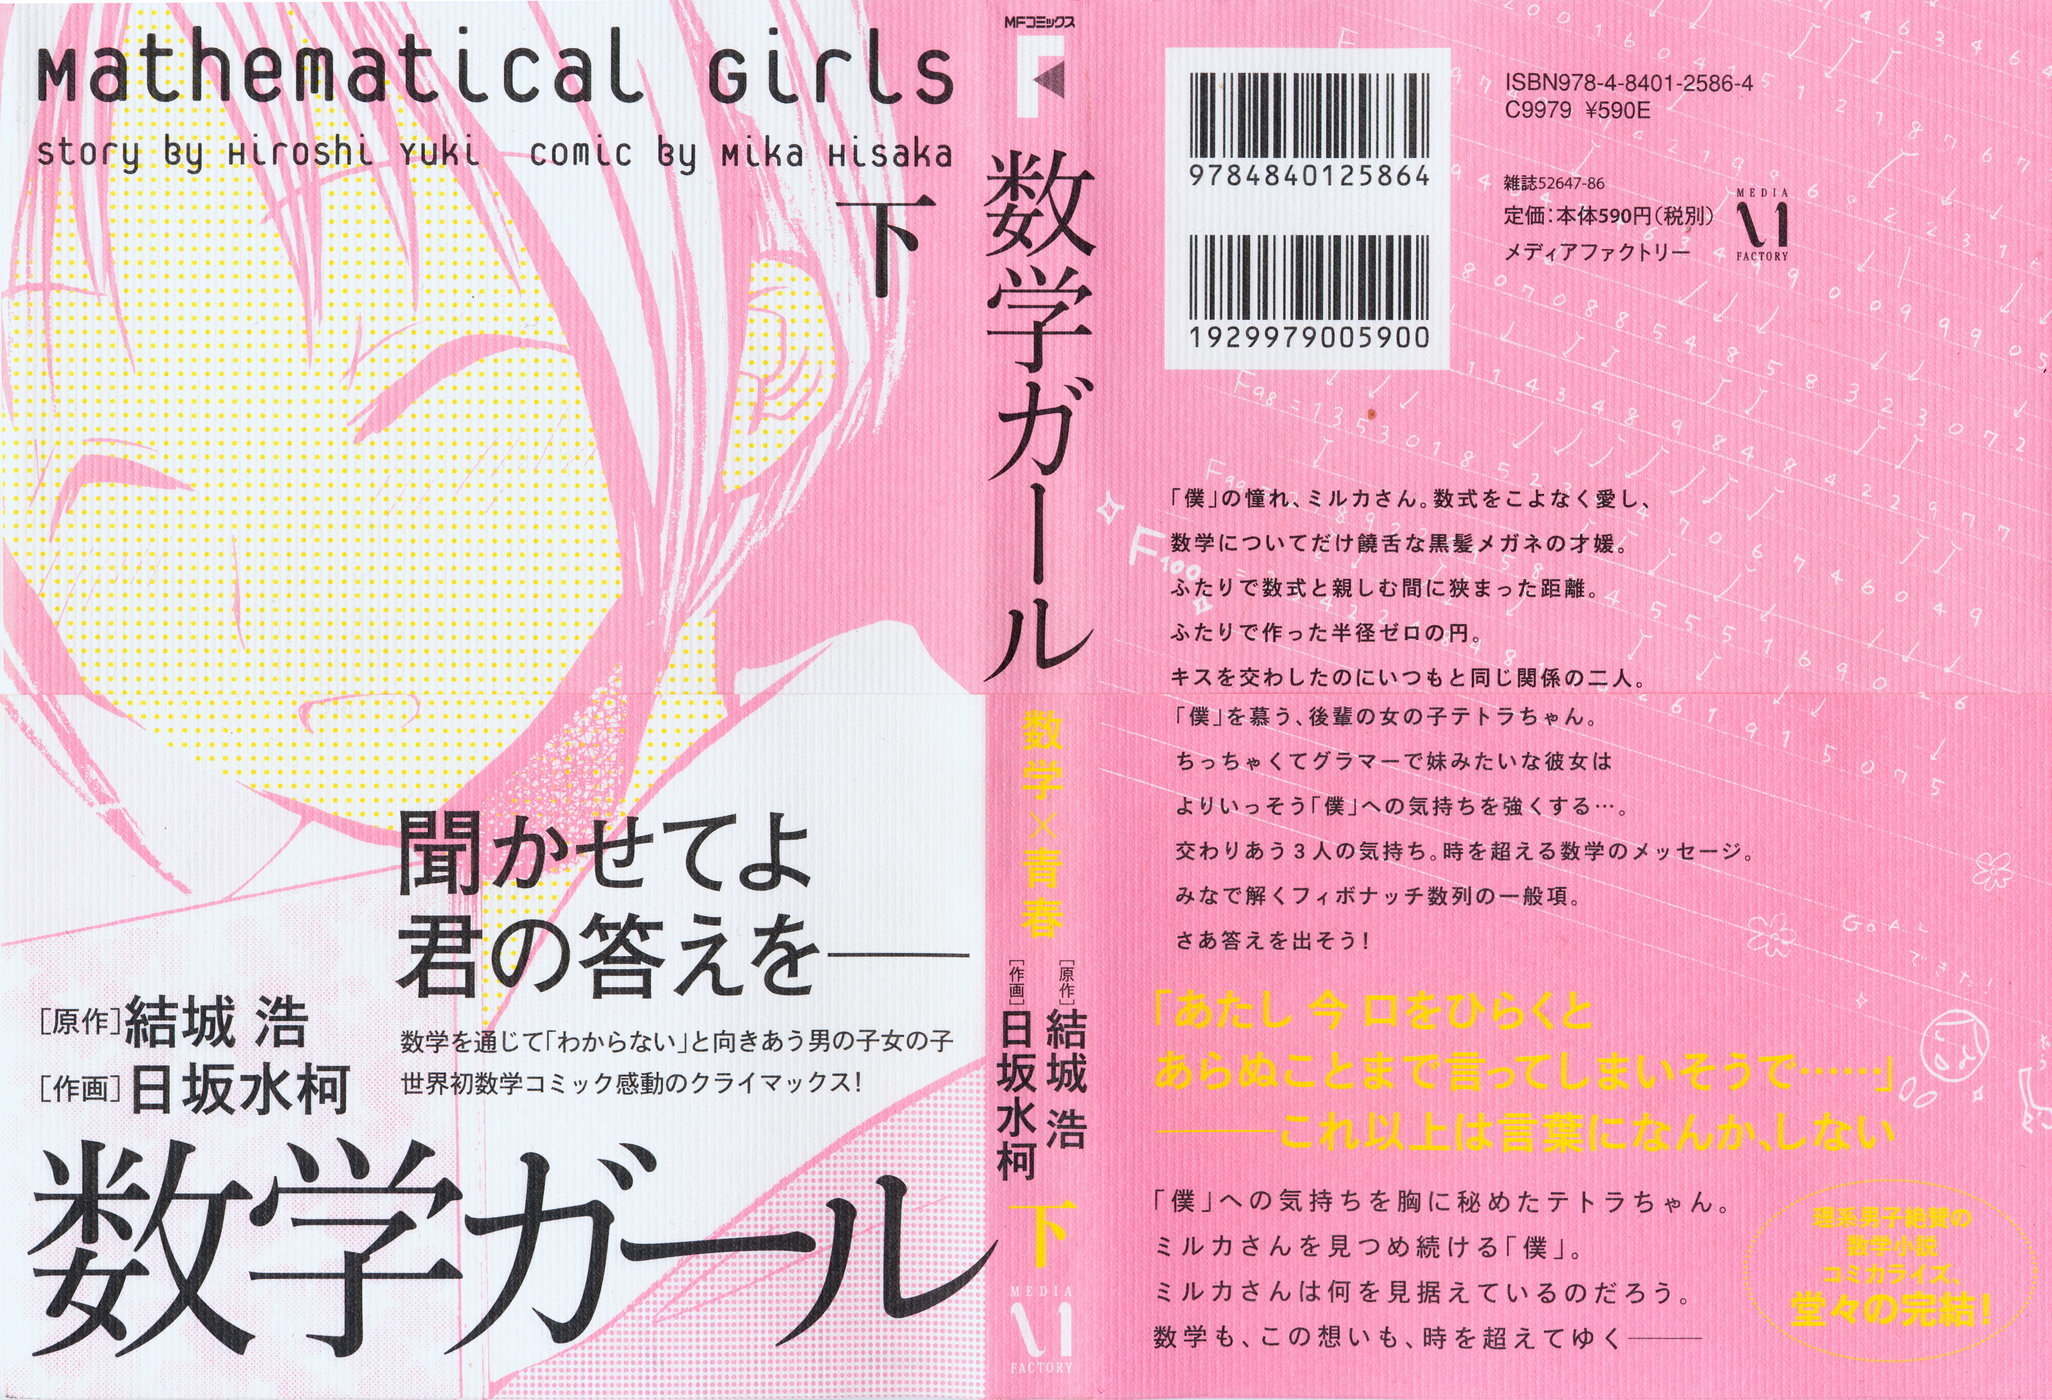 Mathematical Girls
story by Hiroshi Yuki comic by Mika Hisaka
下
聞かせてよ
君の答えを――
数学を通じて「わからない」と向きあう男の子女の子
世界初数学コミック感動のクライマックス!
[原作]結城 浩
[作画]日坂水柯
数学ガール
MFコミックス
F
数学ガール
数学×青春
[原作]結城 浩
[作画]日坂水柯
下
MEDIA
FACTORY
9784840125864
1929979005900
ISBN978-4-8401-2586-4
C9979 ¥590E
雑誌52647-86
定価:本体590円(税別)
メディアファクトリー
MEDIA
FACTORY
「僕」の憧れ、ミルカさん。数式をこよなく愛し、
数学についてだけ饒舌な黒髪メガネの才媛。
ふたりで数式と親しむ間に狭まった距離。
ふたりで作った半径ゼロの円。
キスを交わしたのにいつもと同じ関係の二人。
「僕」を慕う、後輩の女の子テトラちゃん。
ちっちゃくてグラマーで妹みたいな彼女は
よりいっそう「僕」への気持ちを強くする…。
交わりあう3人の気持ち。時を超える数学のメッセージ。
みなで解くフィボナッチ数列の一般項。
さあ答えを出そう!
GOAL
できた!
「あたし 今 口をひらくと
あらぬことまで言ってしまいそうで……」
――これ以上は言葉になんか、しない
「僕」への気持ちを胸に秘めたテトラちゃん。
ミルカさんを見つめ続ける「僕」。
ミルカさんは何を見据えているのだろう。
数学も、この想いも、時を超えてゆく――
理系男子絶賛の
数学小説
コミカライズ、
堂々の完結!